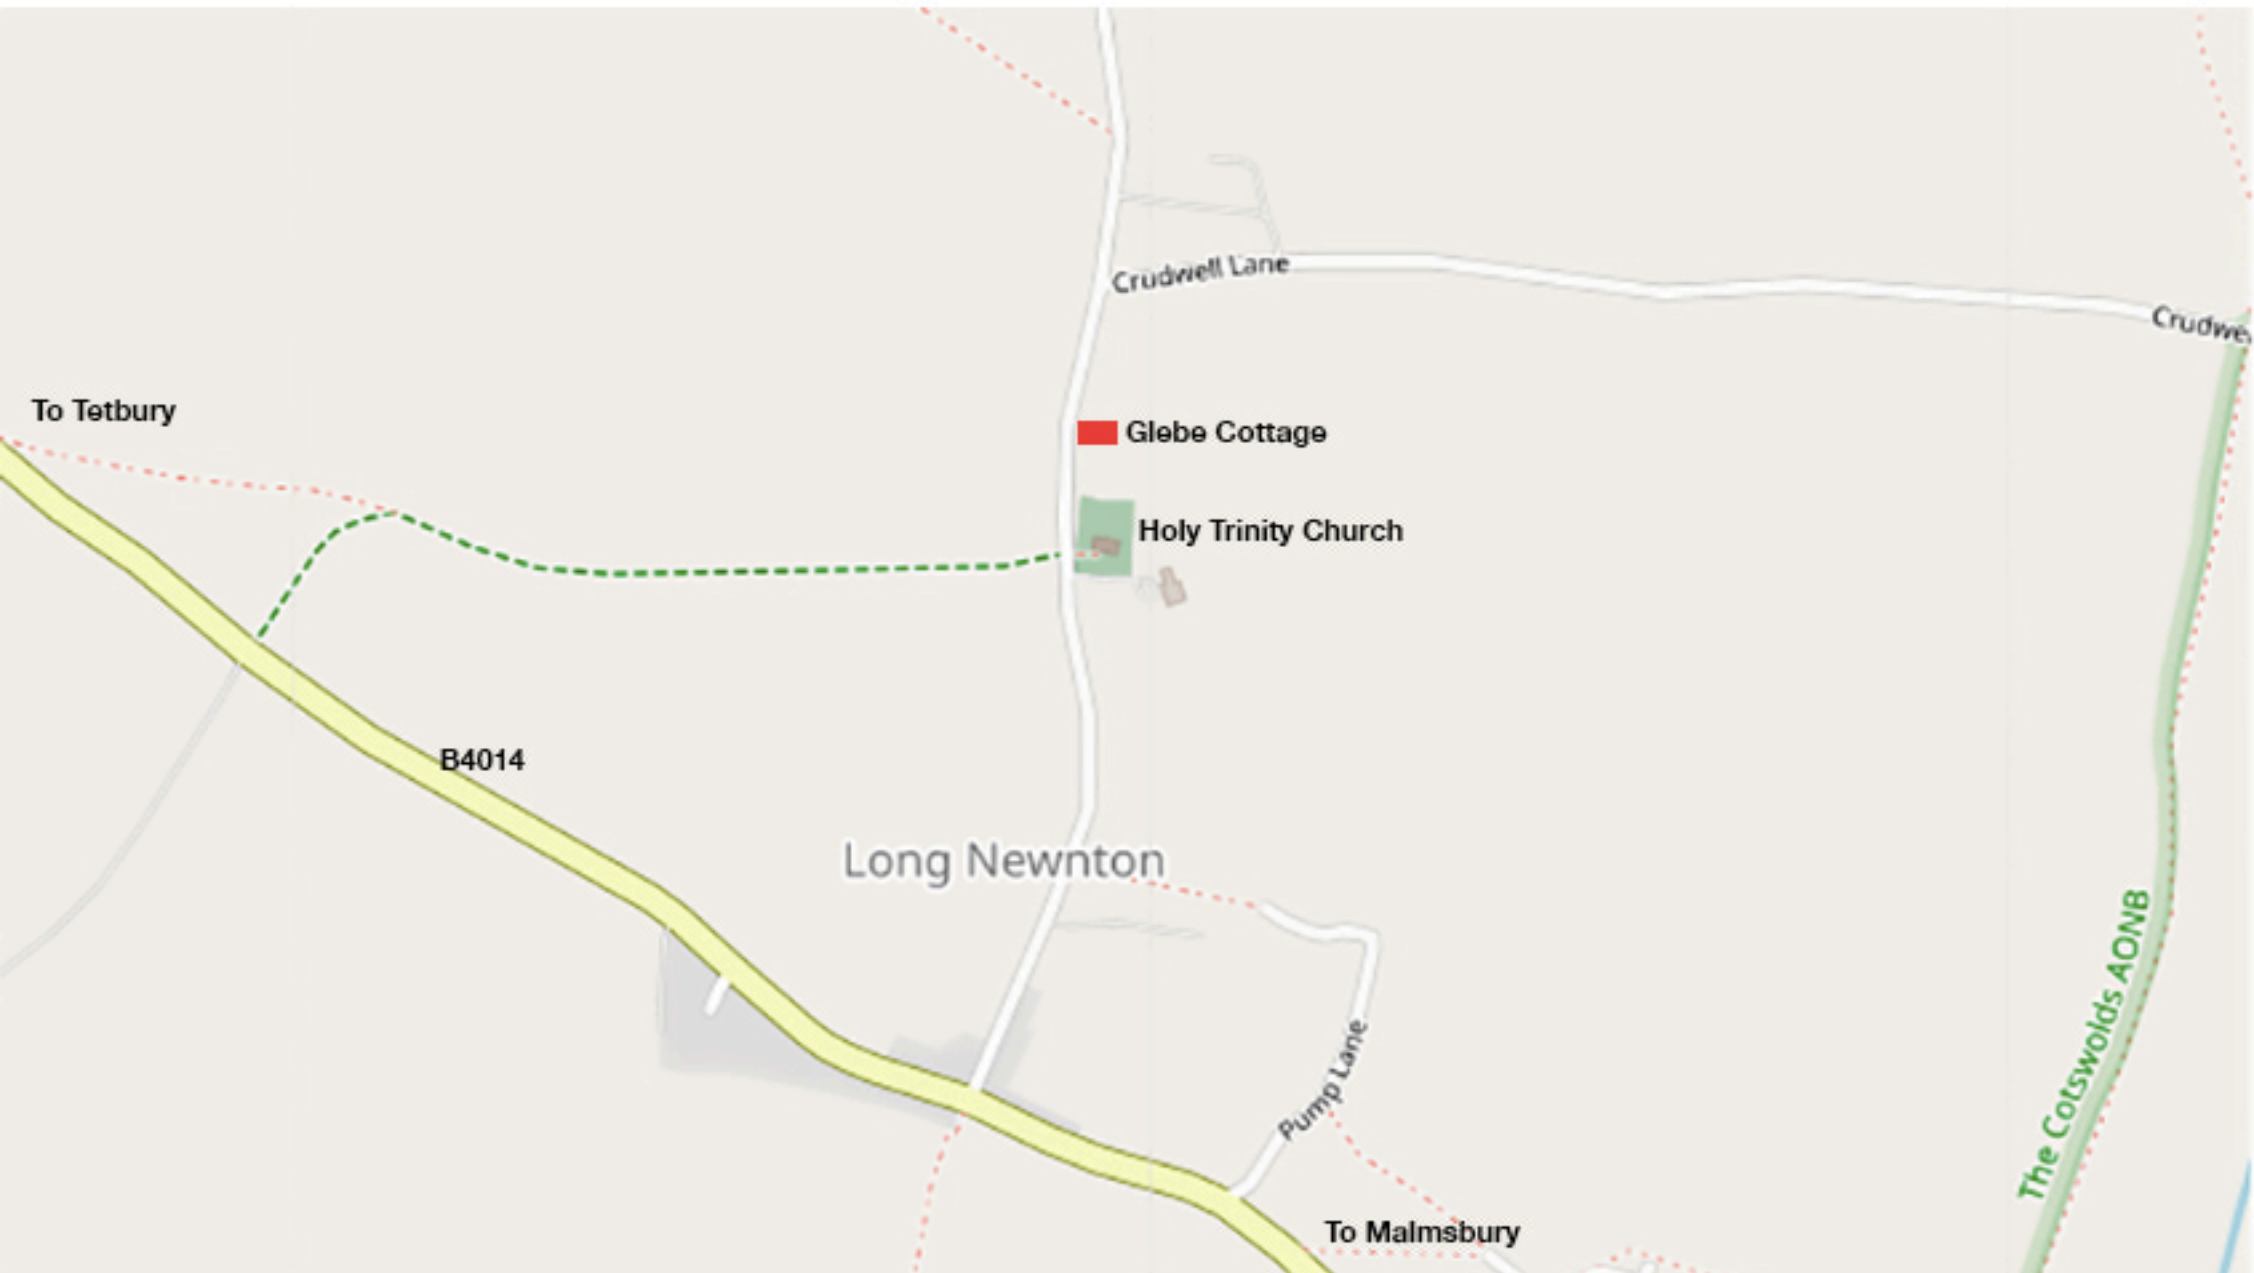 Crudwell Lane
Crudwe
To Tetbury
Glebe Cottage
Holy Trinity Church
B4014
Long Newnton
The Cotswolds AONB
Pump Lane
To Malmsbury